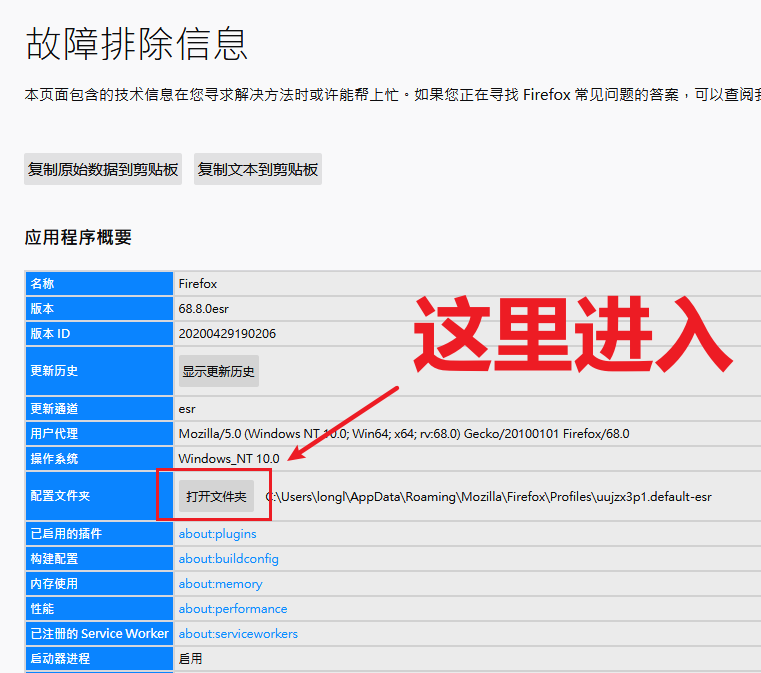 故障排除信息
本页面包含的技术信息在您寻求解决方法时或许能帮上忙。如果您正在寻找 Firefox 常见问题的答案，可以查阅
复制原始数据到剪贴板 复制文本到剪贴板
应用程序概要
名称 Firefox
版本 68.8.0esr
版本 ID 20200429190206
这里进入
更新历史 显示更新历史
更新通道 esr
用户代理 Mozilla/5.0 (Windows NT 10.0; Win64; x64; rv:68.0) Gecko/20100101 Firefox/68.0
操作系统 Windows_NT 10.0
配置文件夹 打开文件夹 C:\Users\longl\AppData\Roaming\Mozilla\Firefox\Profiles\uujzx3p1.default-esr
已启用的插件 about:plugins
构建配置 about:buildconfig
内存使用 about:memory
性能 about:performance
已注册的 Service Worker about:serviceworkers
启动器进程 启用